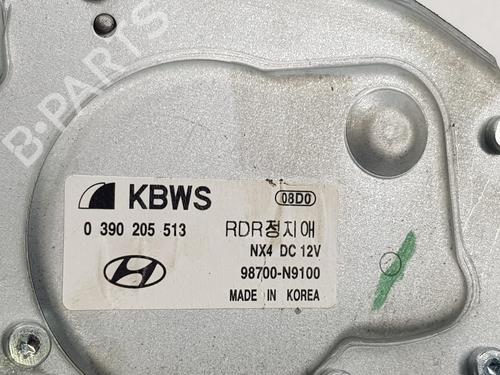 B-PARTS
KBWS
08D0
0 390 205 513
RDR정지애
NX4 DC 12V
98700-N9100
MADE IN KOREA